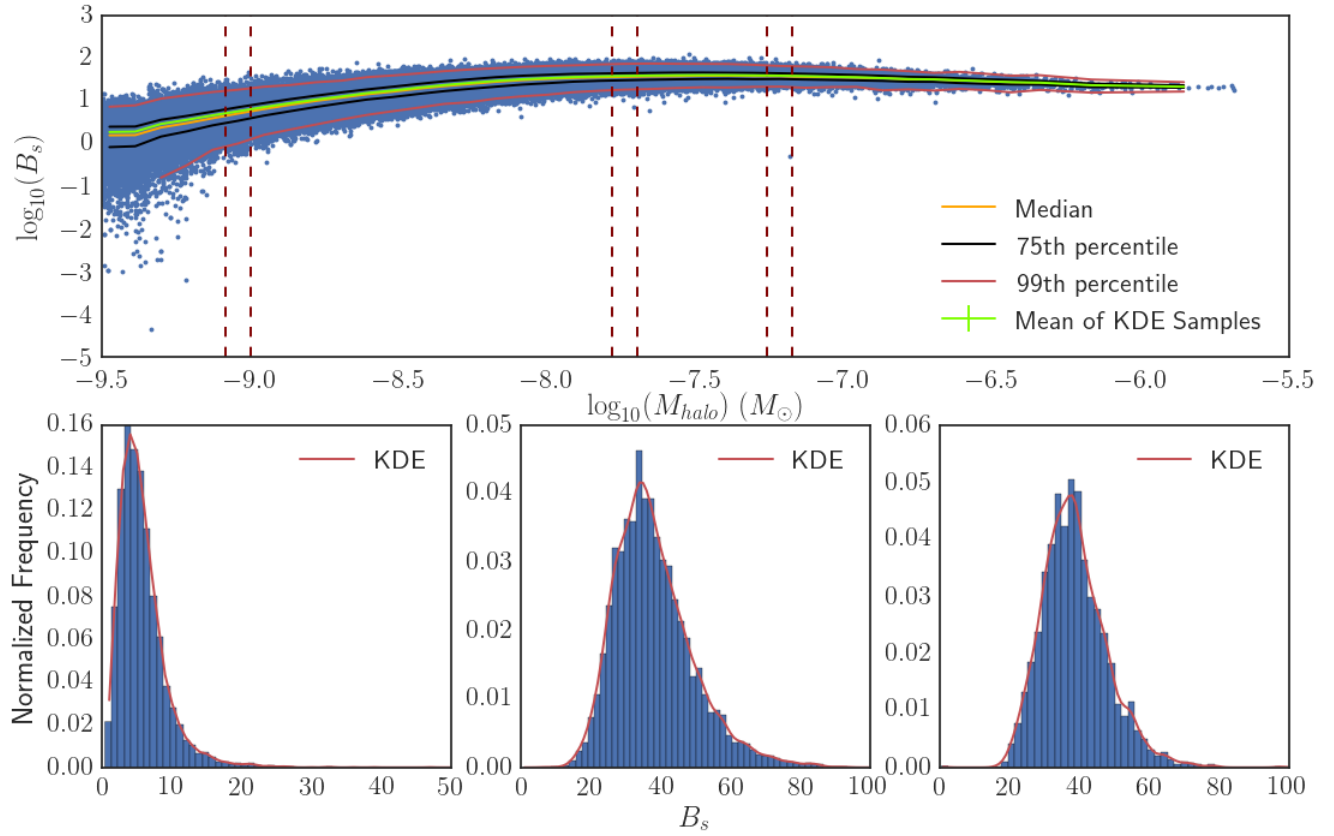 3
2
1
0
−1
−2
−3
−4
−5
log₁₀(Bₛ)
Median
75th percentile
99th percentile
Mean of KDE Samples
−9.5 −9.0 −8.5 −8.0 −7.5 −7.0 −6.5 −6.0 −5.5
log₁₀(M_halo) (M_⊙)
Normalized Frequency
0.16
0.14
0.12
0.10
0.08
0.06
0.04
0.02
0.00
KDE
0 10 20 30 40 50
0.05
0.04
0.03
0.02
0.01
0.00
KDE
0 20 40 60 80 100
Bₛ
0.06
0.05
0.04
0.03
0.02
0.01
0.00
KDE
0 20 40 60 80 100